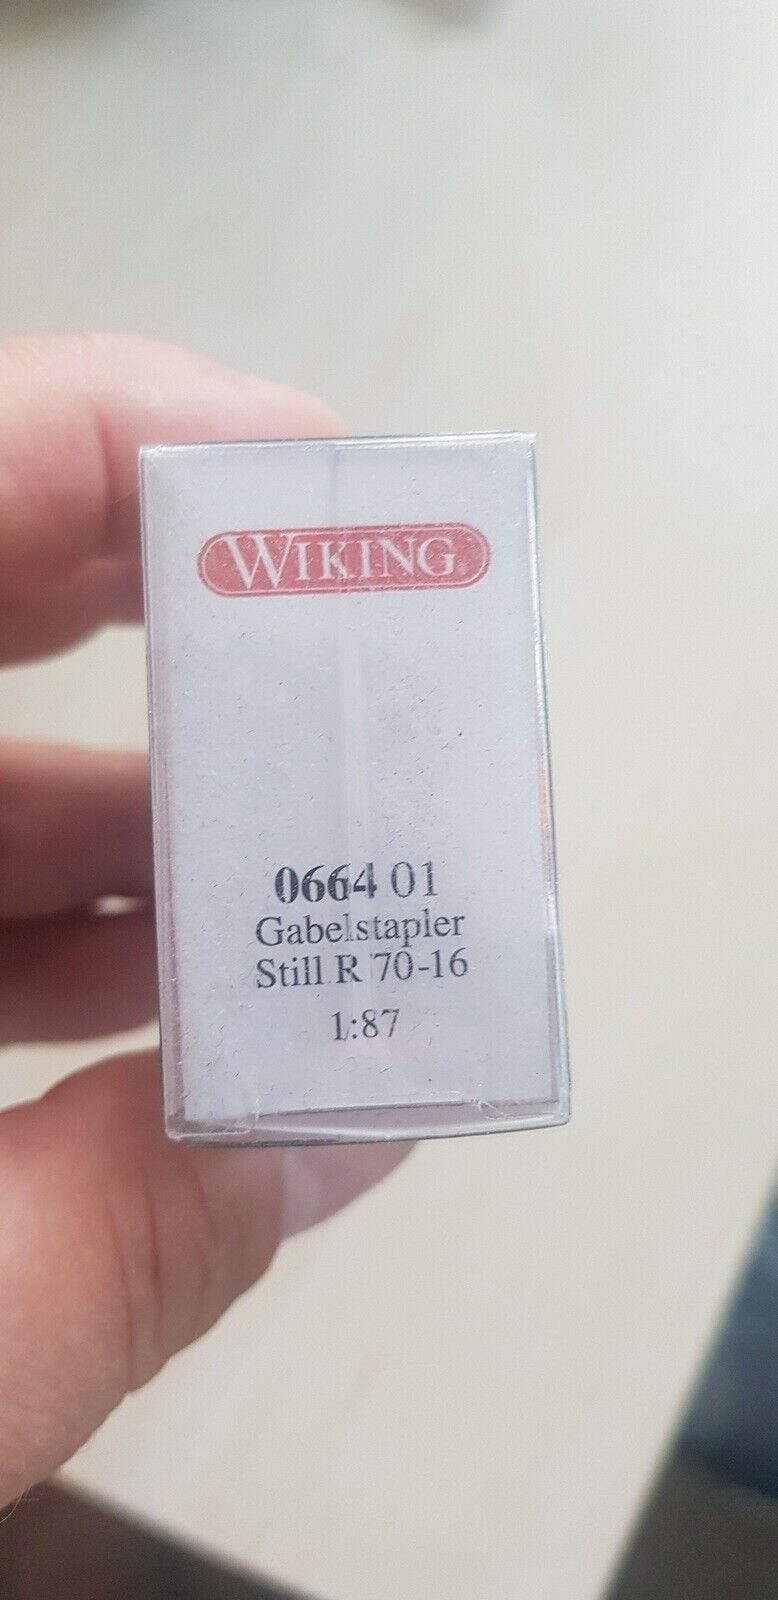 WIKING®
0664 01
Gabelstapler
Still R 70-16
1:87